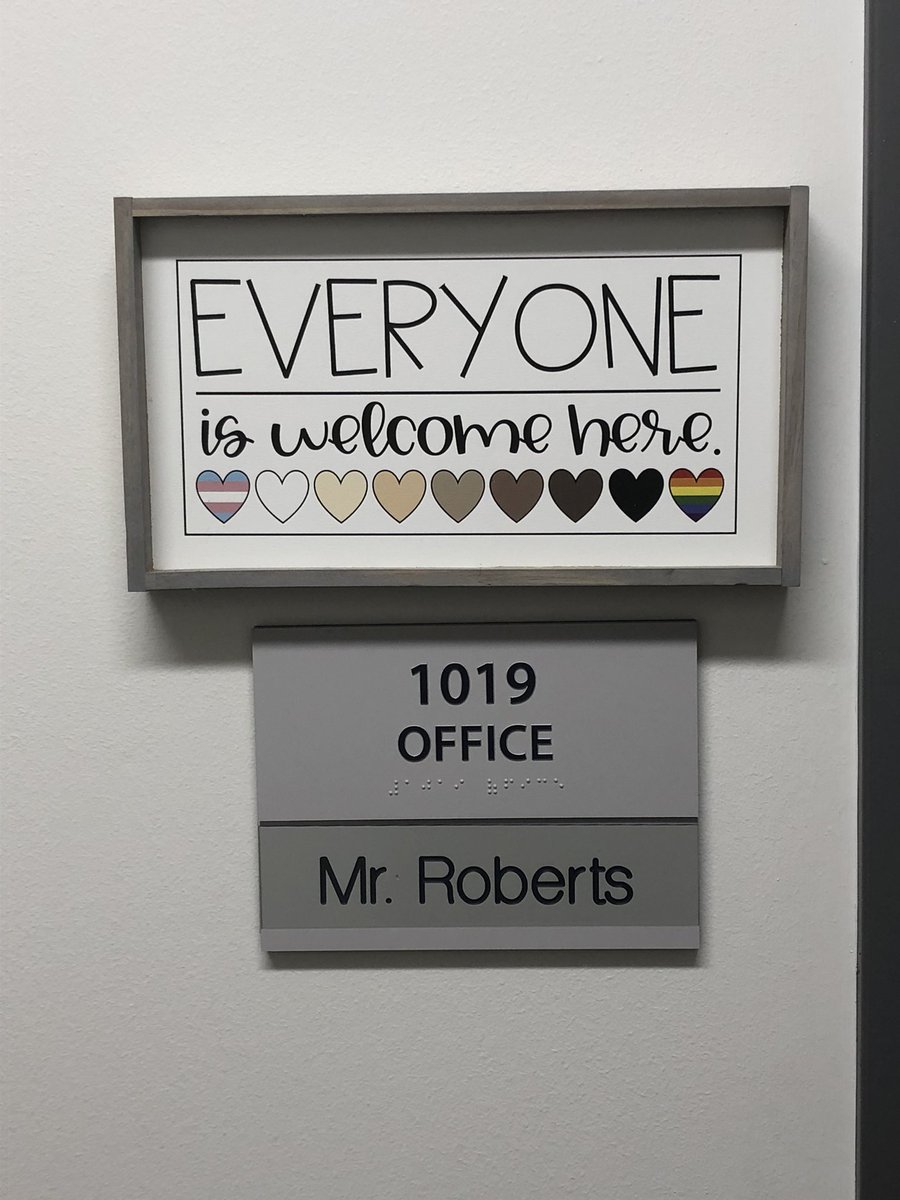 EVERYONE
is welcome here.
1019
OFFICE
Mr. Roberts